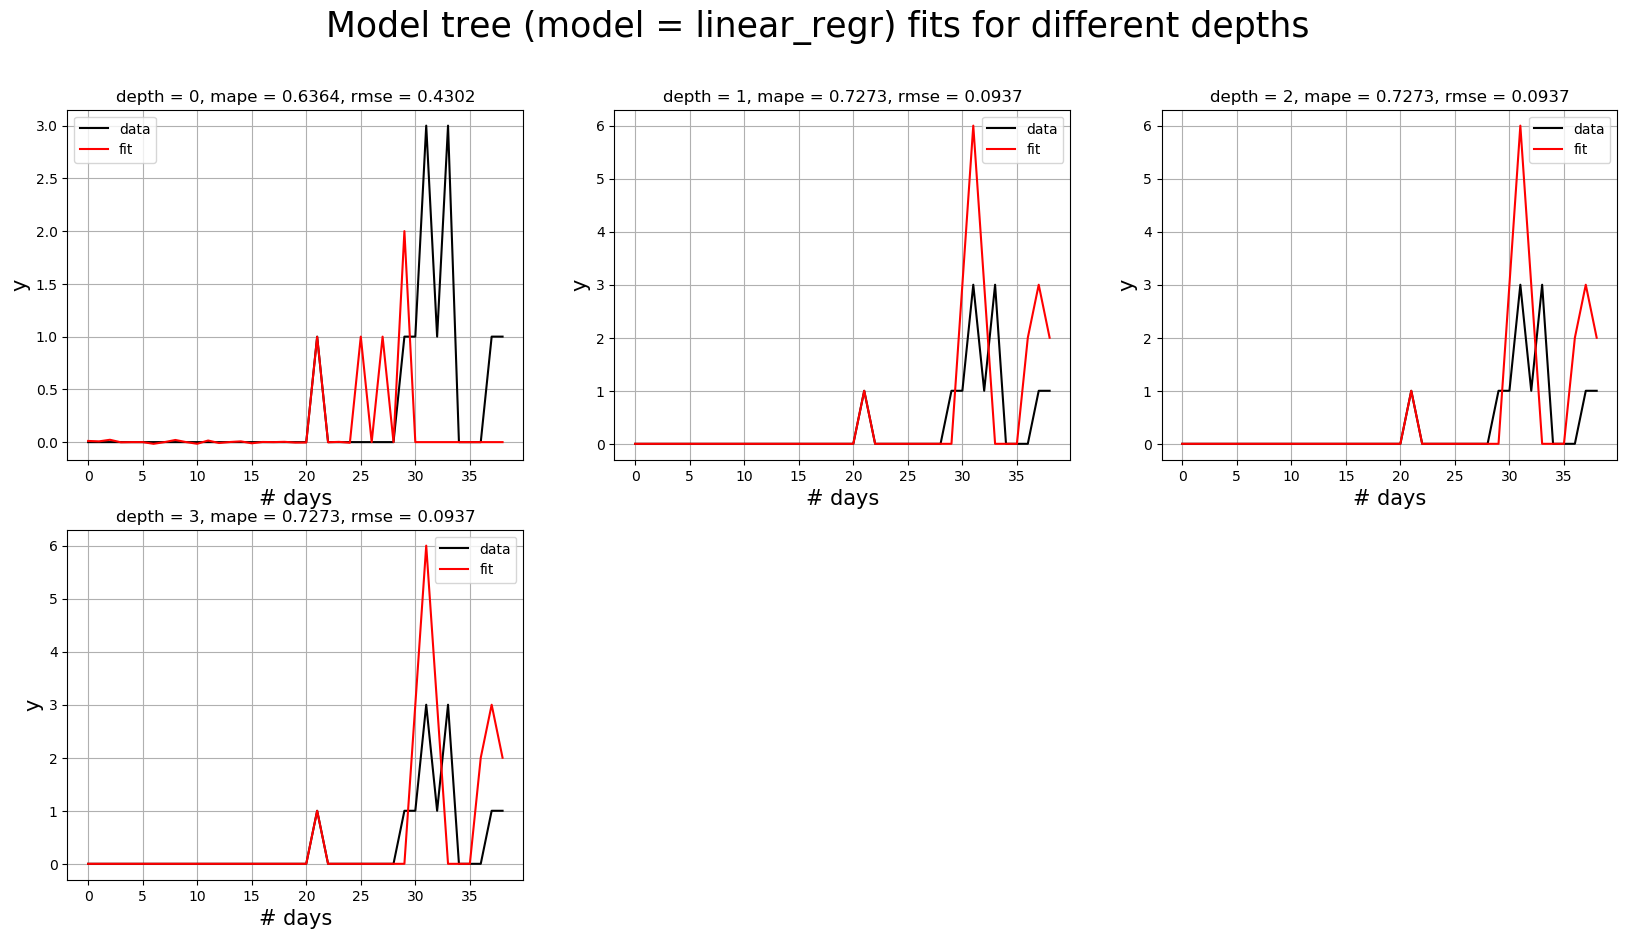 Model tree (model = linear_regr) fits for different depths
depth = 0, mape = 0.6364, rmse = 0.4302
data
fit
3.0
2.5
2.0
1.5
1.0
0.5
0.0
y
0 5 10 15 20 25 30 35
# days
depth = 1, mape = 0.7273, rmse = 0.0937
data
fit
6
5
4
3
2
1
0
y
0 5 10 15 20 25 30 35
# days
depth = 2, mape = 0.7273, rmse = 0.0937
data
fit
6
5
4
3
2
1
0
y
0 5 10 15 20 25 30 35
# days
depth = 3, mape = 0.7273, rmse = 0.0937
data
fit
6
5
4
3
2
1
0
y
0 5 10 15 20 25 30 35
# days